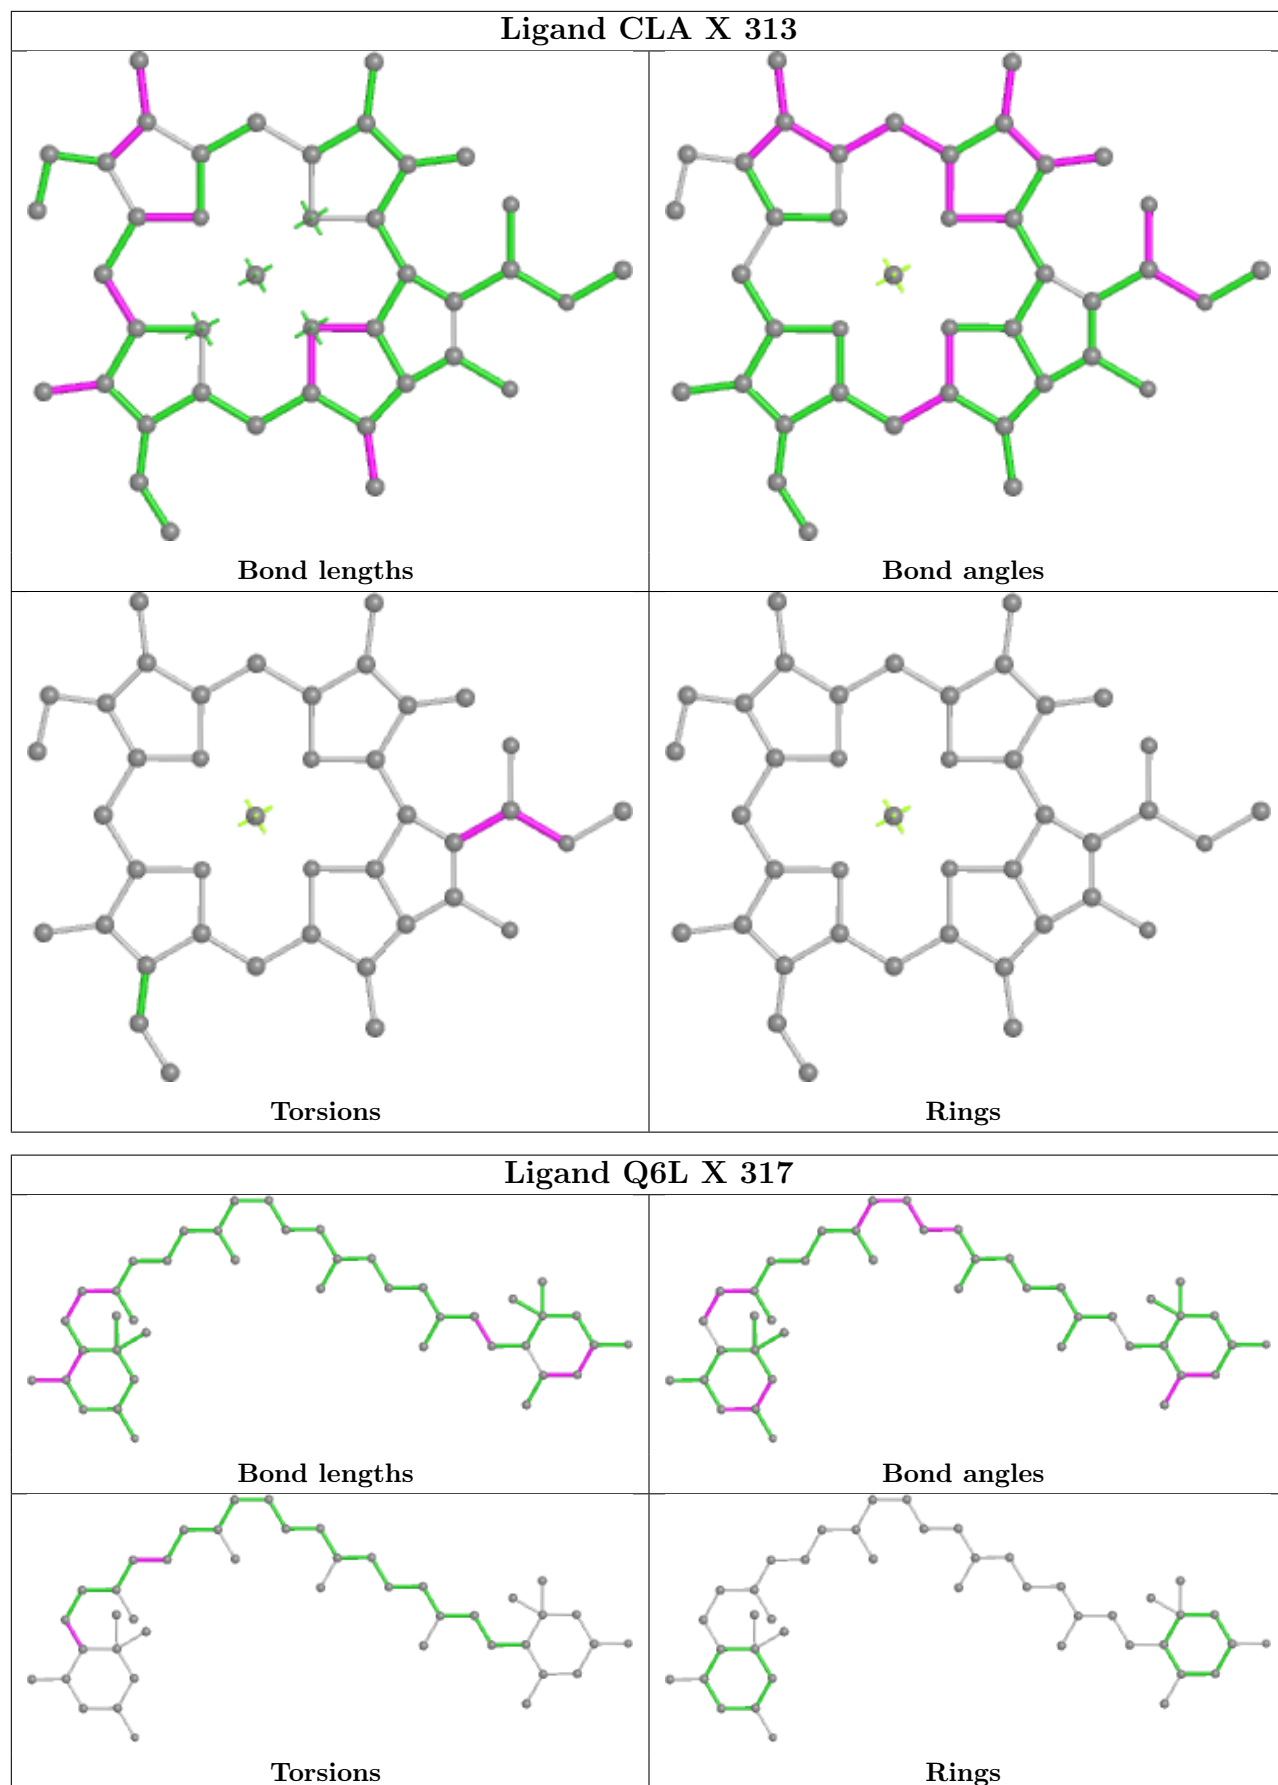 Ligand CLA X 313
Bond lengths
Bond angles
Torsions
Rings
Ligand Q6L X 317
Bond lengths
Bond angles
Torsions
Rings